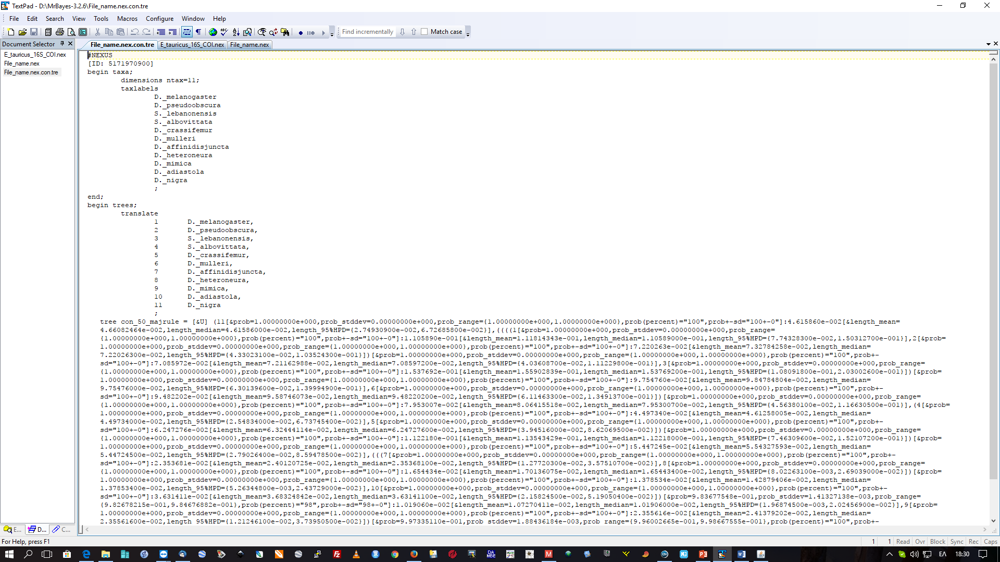 TextPad - D:\MrBayes-3.2.6\File_name.nex.con.tre
File Edit Search View Tools Macros Configure Window Help
Find incrementally Match case
Document Selector
E_tauricus_16S_COI.nex
File_name.nex
File_name.nex.con.tre
File_name.nex.con.tre E_tauricus_16S_COI.nex File_name.nex
#NEXUS
[ID: 5171970900]
begin taxa;
dimensions ntax=11;
taxlabels
D._melanogaster
D._pseudoobscura
S._lebanonensis
S._albovittata
D._crassifemur
D._mulleri
D._affinidisjuncta
D._heteroneura
D._mimica
D._adiastola
D._nigra
;
end;
begin trees;
translate
1 D._melanogaster,
2 D._pseudoobscura,
3 S._lebanonensis,
4 S._albovittata,
5 D._crassifemur,
6 D._mulleri,
7 D._affinidisjuncta,
8 D._heteroneura,
9 D._mimica,
10 D._adiastola,
11 D._nigra
;
tree con_50_majrule = [&U] (11[&prob=1.00000000e+000,prob_stddev=0.00000000e+000,prob_range={1.00000000e+000,1.00000000e+000},prob(percent)="100",prob+-sd="100+-0"]:4.615860e-002[&length_mean=
4.66082464e-002,length_median=4.61586000e-002,length_95%HPD={2.74930900e-002,6.72685800e-002}],((((1[&prob=1.00000000e+000,prob_stddev=0.00000000e+000,prob_range=
{1.00000000e+000,1.00000000e+000},prob(percent)="100",prob+-sd="100+-0"]:1.105890e-001[&length_mean=1.11814343e-001,length_median=1.10589000e-001,length_95%HPD={7.74328300e-002,1.50312700e-001}],2[&prob=
1.00000000e+000,prob_stddev=0.00000000e+000,prob_range={1.00000000e+000,1.00000000e+000},prob(percent)="100",prob+-sd="100+-0"]:7.220263e-002[&length_mean=7.32784258e-002,length_median=
7.22026300e-002,length_95%HPD={4.33023100e-002,1.03524300e-001}])[&prob=1.00000000e+000,prob_stddev=0.00000000e+000,prob_range={1.00000000e+000,1.00000000e+000},prob(percent)="100",prob+-
sd="100+-0"]:7.085972e-002[&length_mean=7.21162988e-002,length_median=7.08597200e-002,length_95%HPD={4.03608700e-002,1.11229800e-001}],3[&prob=1.00000000e+000,prob_stddev=0.00000000e+000,prob_range=
{1.00000000e+000,1.00000000e+000},prob(percent)="100",prob+-sd="100+-0"]:1.537692e-001[&length_mean=1.55902839e-001,length_median=1.53769200e-001,length_95%HPD={1.08091800e-001,2.03002600e-001}])[&prob=
1.00000000e+000,prob_stddev=0.00000000e+000,prob_range={1.00000000e+000,1.00000000e+000},prob(percent)="100",prob+-sd="100+-0"]:9.754760e-002[&length_mean=9.84784804e-002,length_median=
9.75476000e-002,length_95%HPD={6.30139600e-002,1.39994900e-001}],6[&prob=1.00000000e+000,prob_stddev=0.00000000e+000,prob_range={1.00000000e+000,1.00000000e+000},prob(percent)="100",prob+-
sd="100+-0"]:9.482202e-002[&length_mean=9.58746073e-002,length_median=9.48220200e-002,length_95%HPD={6.11463300e-002,1.34913700e-001}])[&prob=1.00000000e+000,prob_stddev=0.00000000e+000,prob_range=
{1.00000000e+000,1.00000000e+000},prob(percent)="100",prob+-sd="100+-0"]:7.953007e-002[&length_mean=8.06415518e-002,length_median=7.95300700e-002,length_95%HPD={4.56380100e-002,1.16630500e-001}],(4[&prob=
1.00000000e+000,prob_stddev=0.00000000e+000,prob_range={1.00000000e+000,1.00000000e+000},prob(percent)="100",prob+-sd="100+-0"]:4.497340e-002[&length_mean=4.61258005e-002,length_median=
4.49734000e-002,length_95%HPD={2.54834000e-002,6.73745400e-002}],5[&prob=1.00000000e+000,prob_stddev=0.00000000e+000,prob_range={1.00000000e+000,1.00000000e+000},prob(percent)="100",prob+-
sd="100+-0"]:6.247276e-002[&length_mean=6.32444114e-002,length_median=6.24727600e-002,length_95%HPD={3.94516000e-002,8.62069500e-002}])[&prob=1.00000000e+000,prob_stddev=0.00000000e+000,prob_range=
{1.00000000e+000,1.00000000e+000},prob(percent)="100",prob+-sd="100+-0"]:1.122180e-001[&length_mean=1.13543429e-001,length_median=1.12218000e-001,length_95%HPD={7.46309600e-002,1.52107200e-001}])[&prob=
1.00000000e+000,prob_stddev=0.00000000e+000,prob_range={1.00000000e+000,1.00000000e+000},prob(percent)="100",prob+-sd="100+-0"]:5.447245e-002[&length_mean=5.54327593e-002,length_median=
5.44724500e-002,length_95%HPD={2.79026400e-002,8.59478500e-002}],(((7[&prob=1.00000000e+000,prob_stddev=0.00000000e+000,prob_range={1.00000000e+000,1.00000000e+000},prob(percent)="100",prob+-
sd="100+-0"]:2.353681e-002[&length_mean=2.40120725e-002,length_median=2.35368100e-002,length_95%HPD={1.27720300e-002,3.57510700e-002}],8[&prob=1.00000000e+000,prob_stddev=0.00000000e+000,prob_range=
{1.00000000e+000,1.00000000e+000},prob(percent)="100",prob+-sd="100+-0"]:1.654434e-002[&length_mean=1.70136075e-002,length_median=1.65443400e-002,length_95%HPD={8.02263100e-003,2.69039000e-002}])[&prob=
1.00000000e+000,prob_stddev=0.00000000e+000,prob_range={1.00000000e+000,1.00000000e+000},prob(percent)="100",prob+-sd="100+-0"]:1.378534e-002[&length_mean=1.42879406e-002,length_median=
1.37853400e-002,length_95%HPD={5.26344800e-003,2.43729000e-002}],10[&prob=1.00000000e+000,prob_stddev=0.00000000e+000,prob_range={1.00000000e+000,1.00000000e+000},prob(percent)="100",prob+-
sd="100+-0"]:3.631411e-002[&length_mean=3.68324842e-002,length_median=3.63141100e-002,length_95%HPD={2.15824500e-002,5.19050400e-002}])[&prob=9.83677548e-001,prob_stddev=1.41327138e-003,prob_range=
{9.82678215e-001,9.84676882e-001},prob(percent)="98",prob+-sd="98+-0"]:1.019060e-002[&length_mean=1.07270411e-002,length_median=1.01906000e-002,length_95%HPD={1.96874500e-003,2.02456900e-002}],9[&prob=
1.00000000e+000,prob_stddev=0.00000000e+000,prob_range={1.00000000e+000,1.00000000e+000},prob(percent)="100",prob+-sd="100+-0"]:2.355616e-002[&length_mean=2.41379202e-002,length_median=
2.35561600e-002,length_95%HPD={1.21246100e-002,3.73950500e-002}])[&prob=9.97335110e-001,prob_stddev=1.88436184e-003,prob_range={9.96002665e-001,9.98667555e-001},prob(percent)="100",prob+-
E... D... C...
For Help, press F1
1 1 Read Ovr Block Sync Rec Caps
ΕΛ 18:30